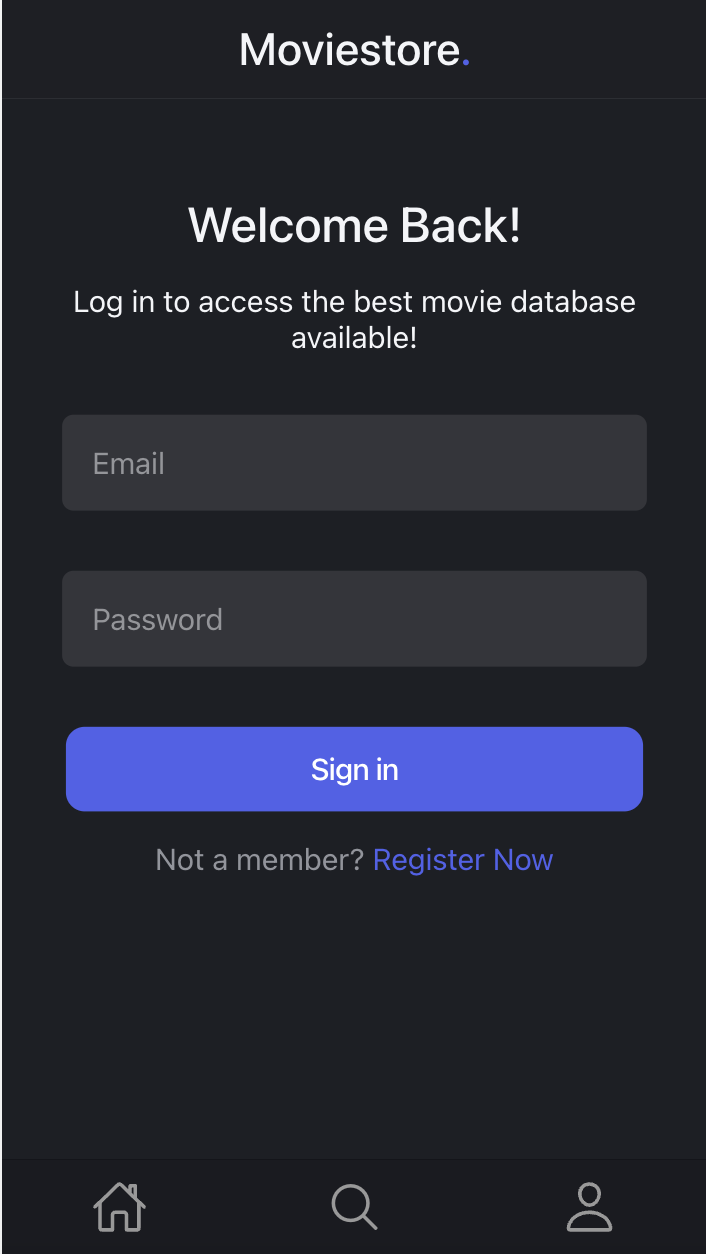 Moviestore.
Welcome Back!
Log in to access the best movie database
available!
Email
Password
Sign in
Not a member? Register Now